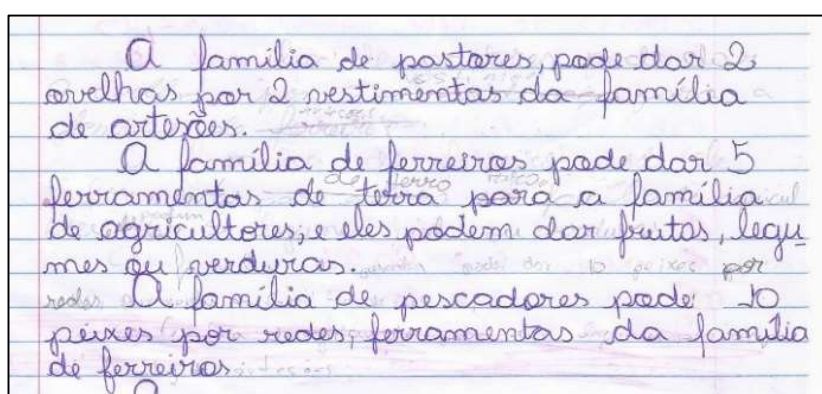 A família de pastores, pode dar 2
ovelhas por 2 vestimentas da família
de artesões.
A família de ferreiros pode dar 5
ferramentas de terra para a família
de agricultores, e eles podem dar frutas, legu
mes ou verduras.
A família de pescadores pode 10
peixes por redes, ferramentas da família
de ferreiros